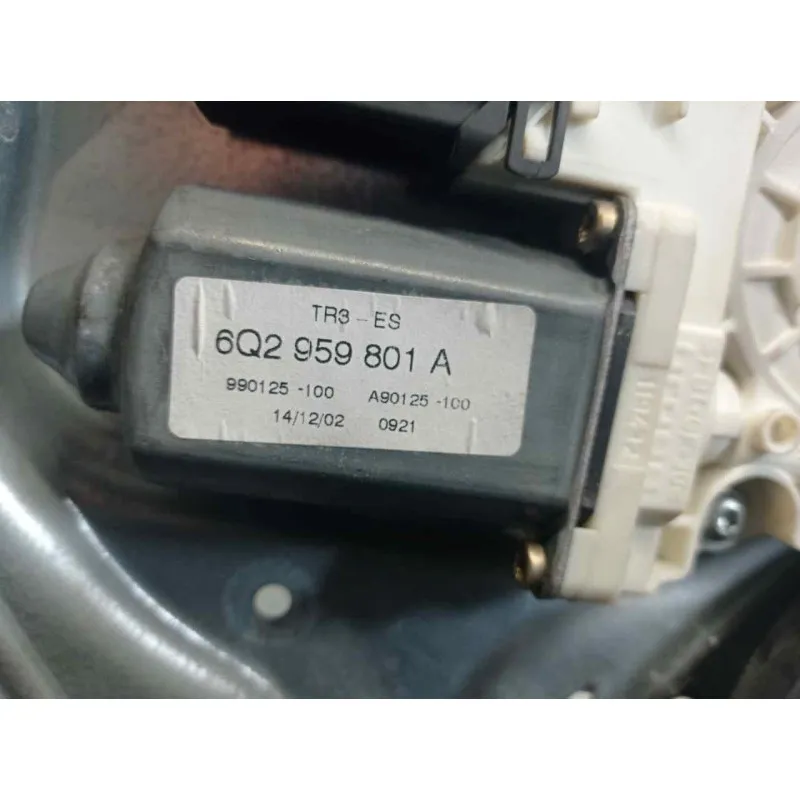 TR3-ES
6Q2 959 801 A
990125-100 A90125-100
14/12/02 0921